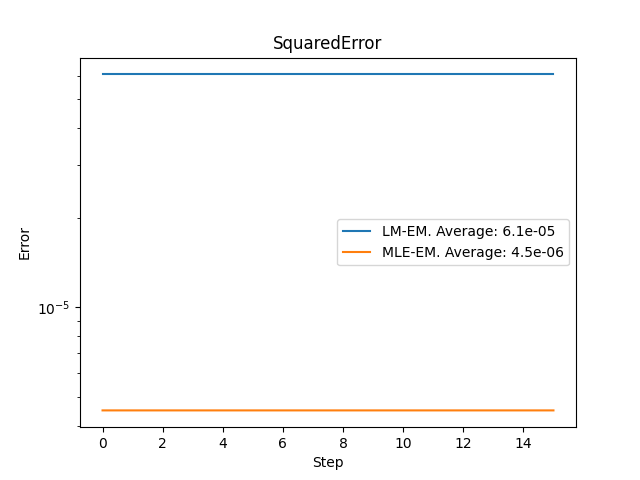 SquaredError
Error
10⁻⁵
LM-EM. Average: 6.1e-05
MLE-EM. Average: 4.5e-06
0 2 4 6 8 10 12 14
Step